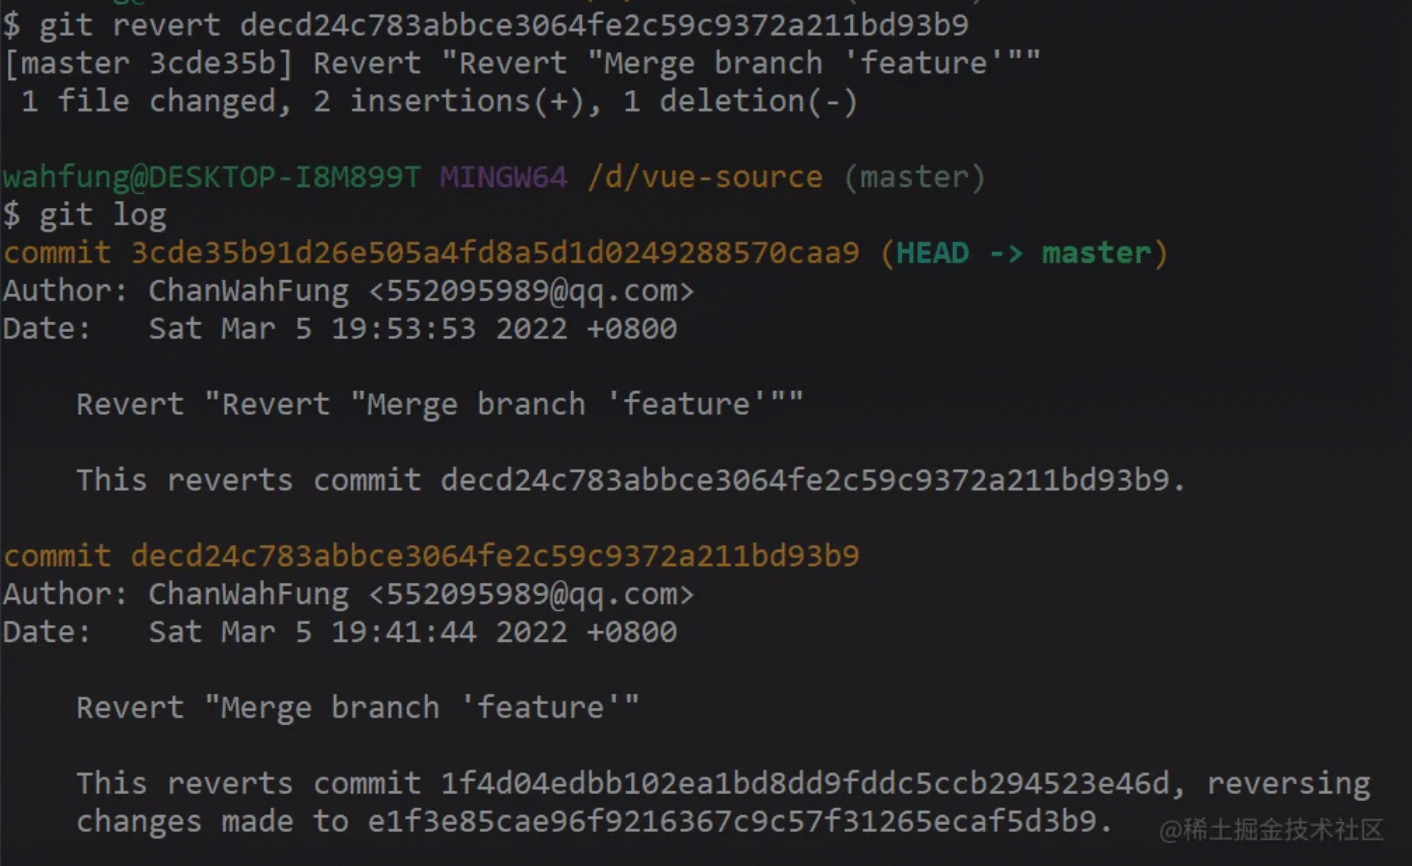 $ git revert decd24c783abbce3064fe2c59c9372a211bd93b9
[master 3cde35b] Revert "Revert "Merge branch 'feature'""
 1 file changed, 2 insertions(+), 1 deletion(-)
wahfung@DESKTOP-I8M899T MINGW64 /d/vue-source (master)
$ git log
commit 3cde35b91d26e505a4fd8a5d1d0249288570caa9 (HEAD -> master)
Author: ChanWahFung <552095989@qq.com>
Date:   Sat Mar 5 19:53:53 2022 +0800
    Revert "Revert "Merge branch 'feature'""
    This reverts commit decd24c783abbce3064fe2c59c9372a211bd93b9.
commit decd24c783abbce3064fe2c59c9372a211bd93b9
Author: ChanWahFung <552095989@qq.com>
Date:   Sat Mar 5 19:41:44 2022 +0800
    Revert "Merge branch 'feature'"
    This reverts commit 1f4d04edbb102ea1bd8dd9fddc5ccb294523e46d, reversing
    changes made to e1f3e85cae96f9216367c9c57f31265ecaf5d3b9.
@稀土掘金技术社区